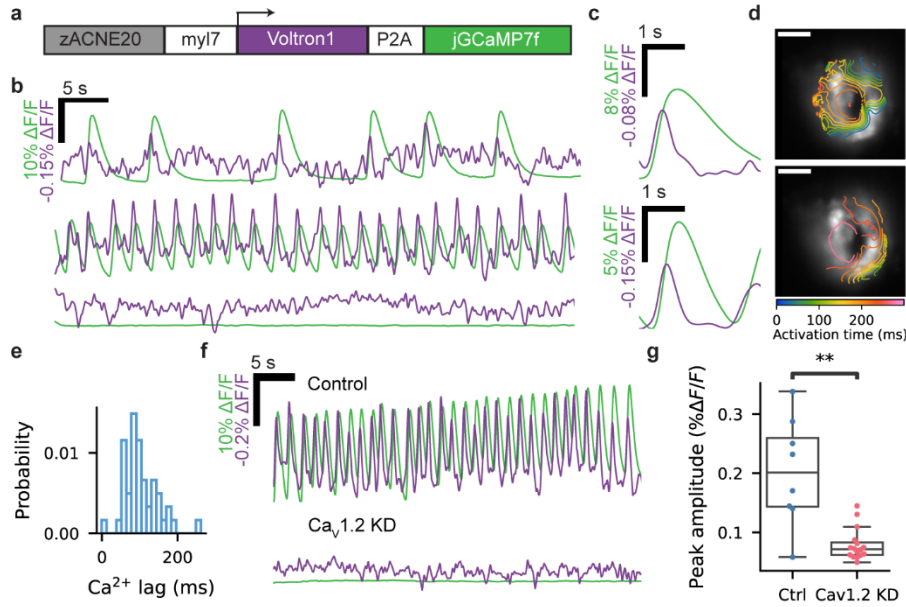 a
zACNE20 myl7 Voltron1 P2A jGCaMP7f
b
5 s
10% ΔF/F
-0.15% ΔF/F
c
1 s
8% ΔF/F
-0.08% ΔF/F
1 s
5% ΔF/F
-0.15% ΔF/F
d
0 100 200
Activation time (ms)
e
Probability
0.01
0.00
0 200
Ca²⁺ lag (ms)
f
5 s
10% ΔF/F
-0.2% ΔF/F
Control
Caᵥ1.2 KD
g
**
Peak amplitude (%ΔF/F)
0.3
0.2
0.1
Ctrl Cav1.2 KD